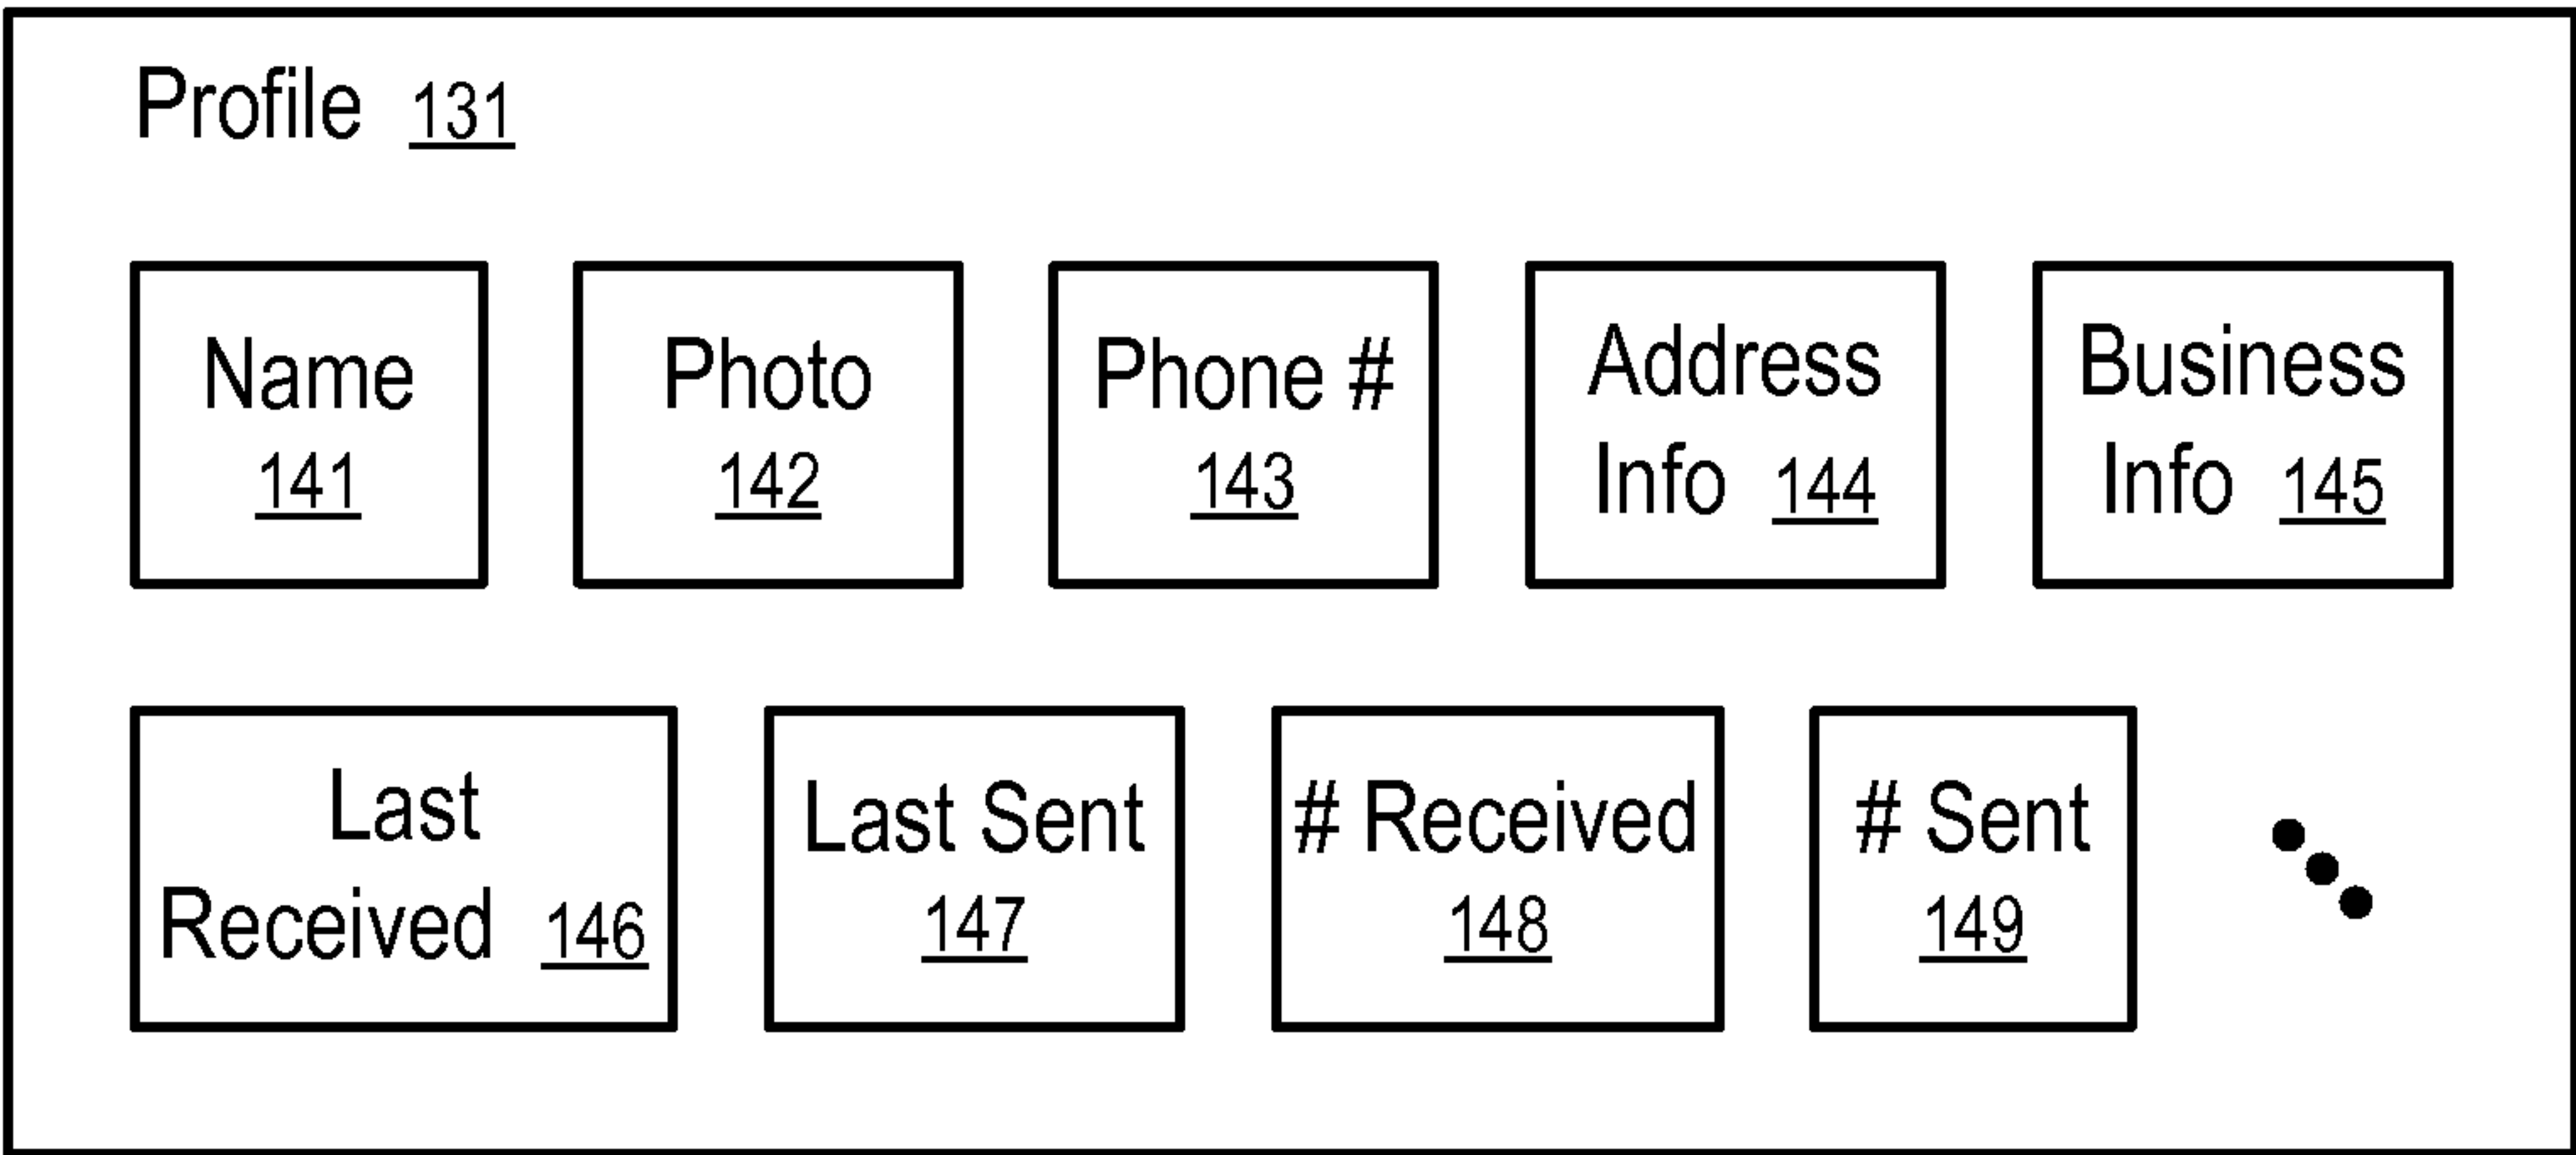 Profile 131
Name
141
Photo
142
Phone #
143
Address
Info 144
Business
Info 145
Last
Received 146
Last Sent
147
# Received
148
# Sent
149